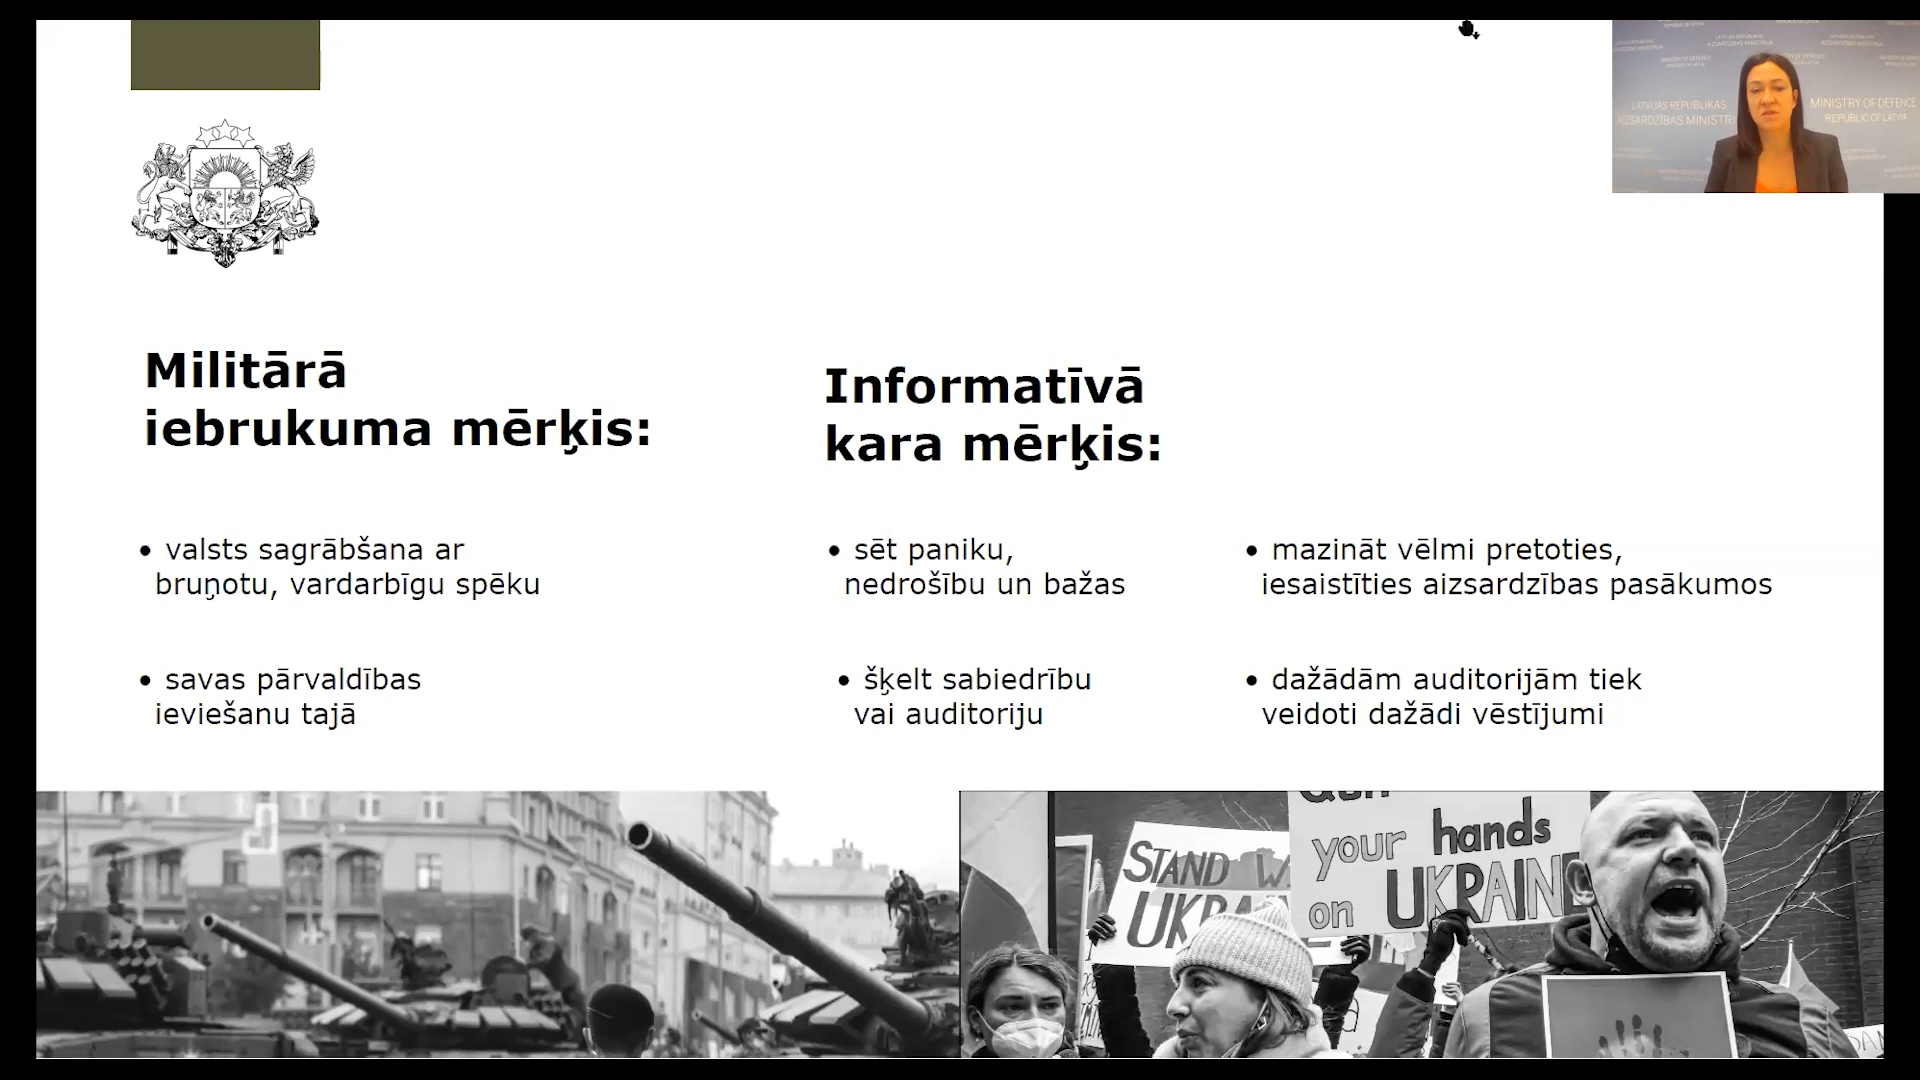 LATVIJAS REPUBLIKAS
AIZSARDZĪBAS MINISTRI
MINISTRY OF DEFENCE
REPUBLIC OF LATVIA
Militārā
iebrukuma mērķis:
• valsts sagrābšana ar
bruņotu, vardarbīgu spēku
• savas pārvaldības
ieviešanu tajā
Informatīvā
kara mērķis:
• sēt paniku,
nedrošību un bažas
• šķelt sabiedrību
vai auditoriju
• mazināt vēlmi pretoties,
iesaistīties aizsardzības pasākumos
• dažādām auditorijām tiek
veidoti dažādi vēstījumi
STAND W
UKRAIN
your hands
on UKRAINE